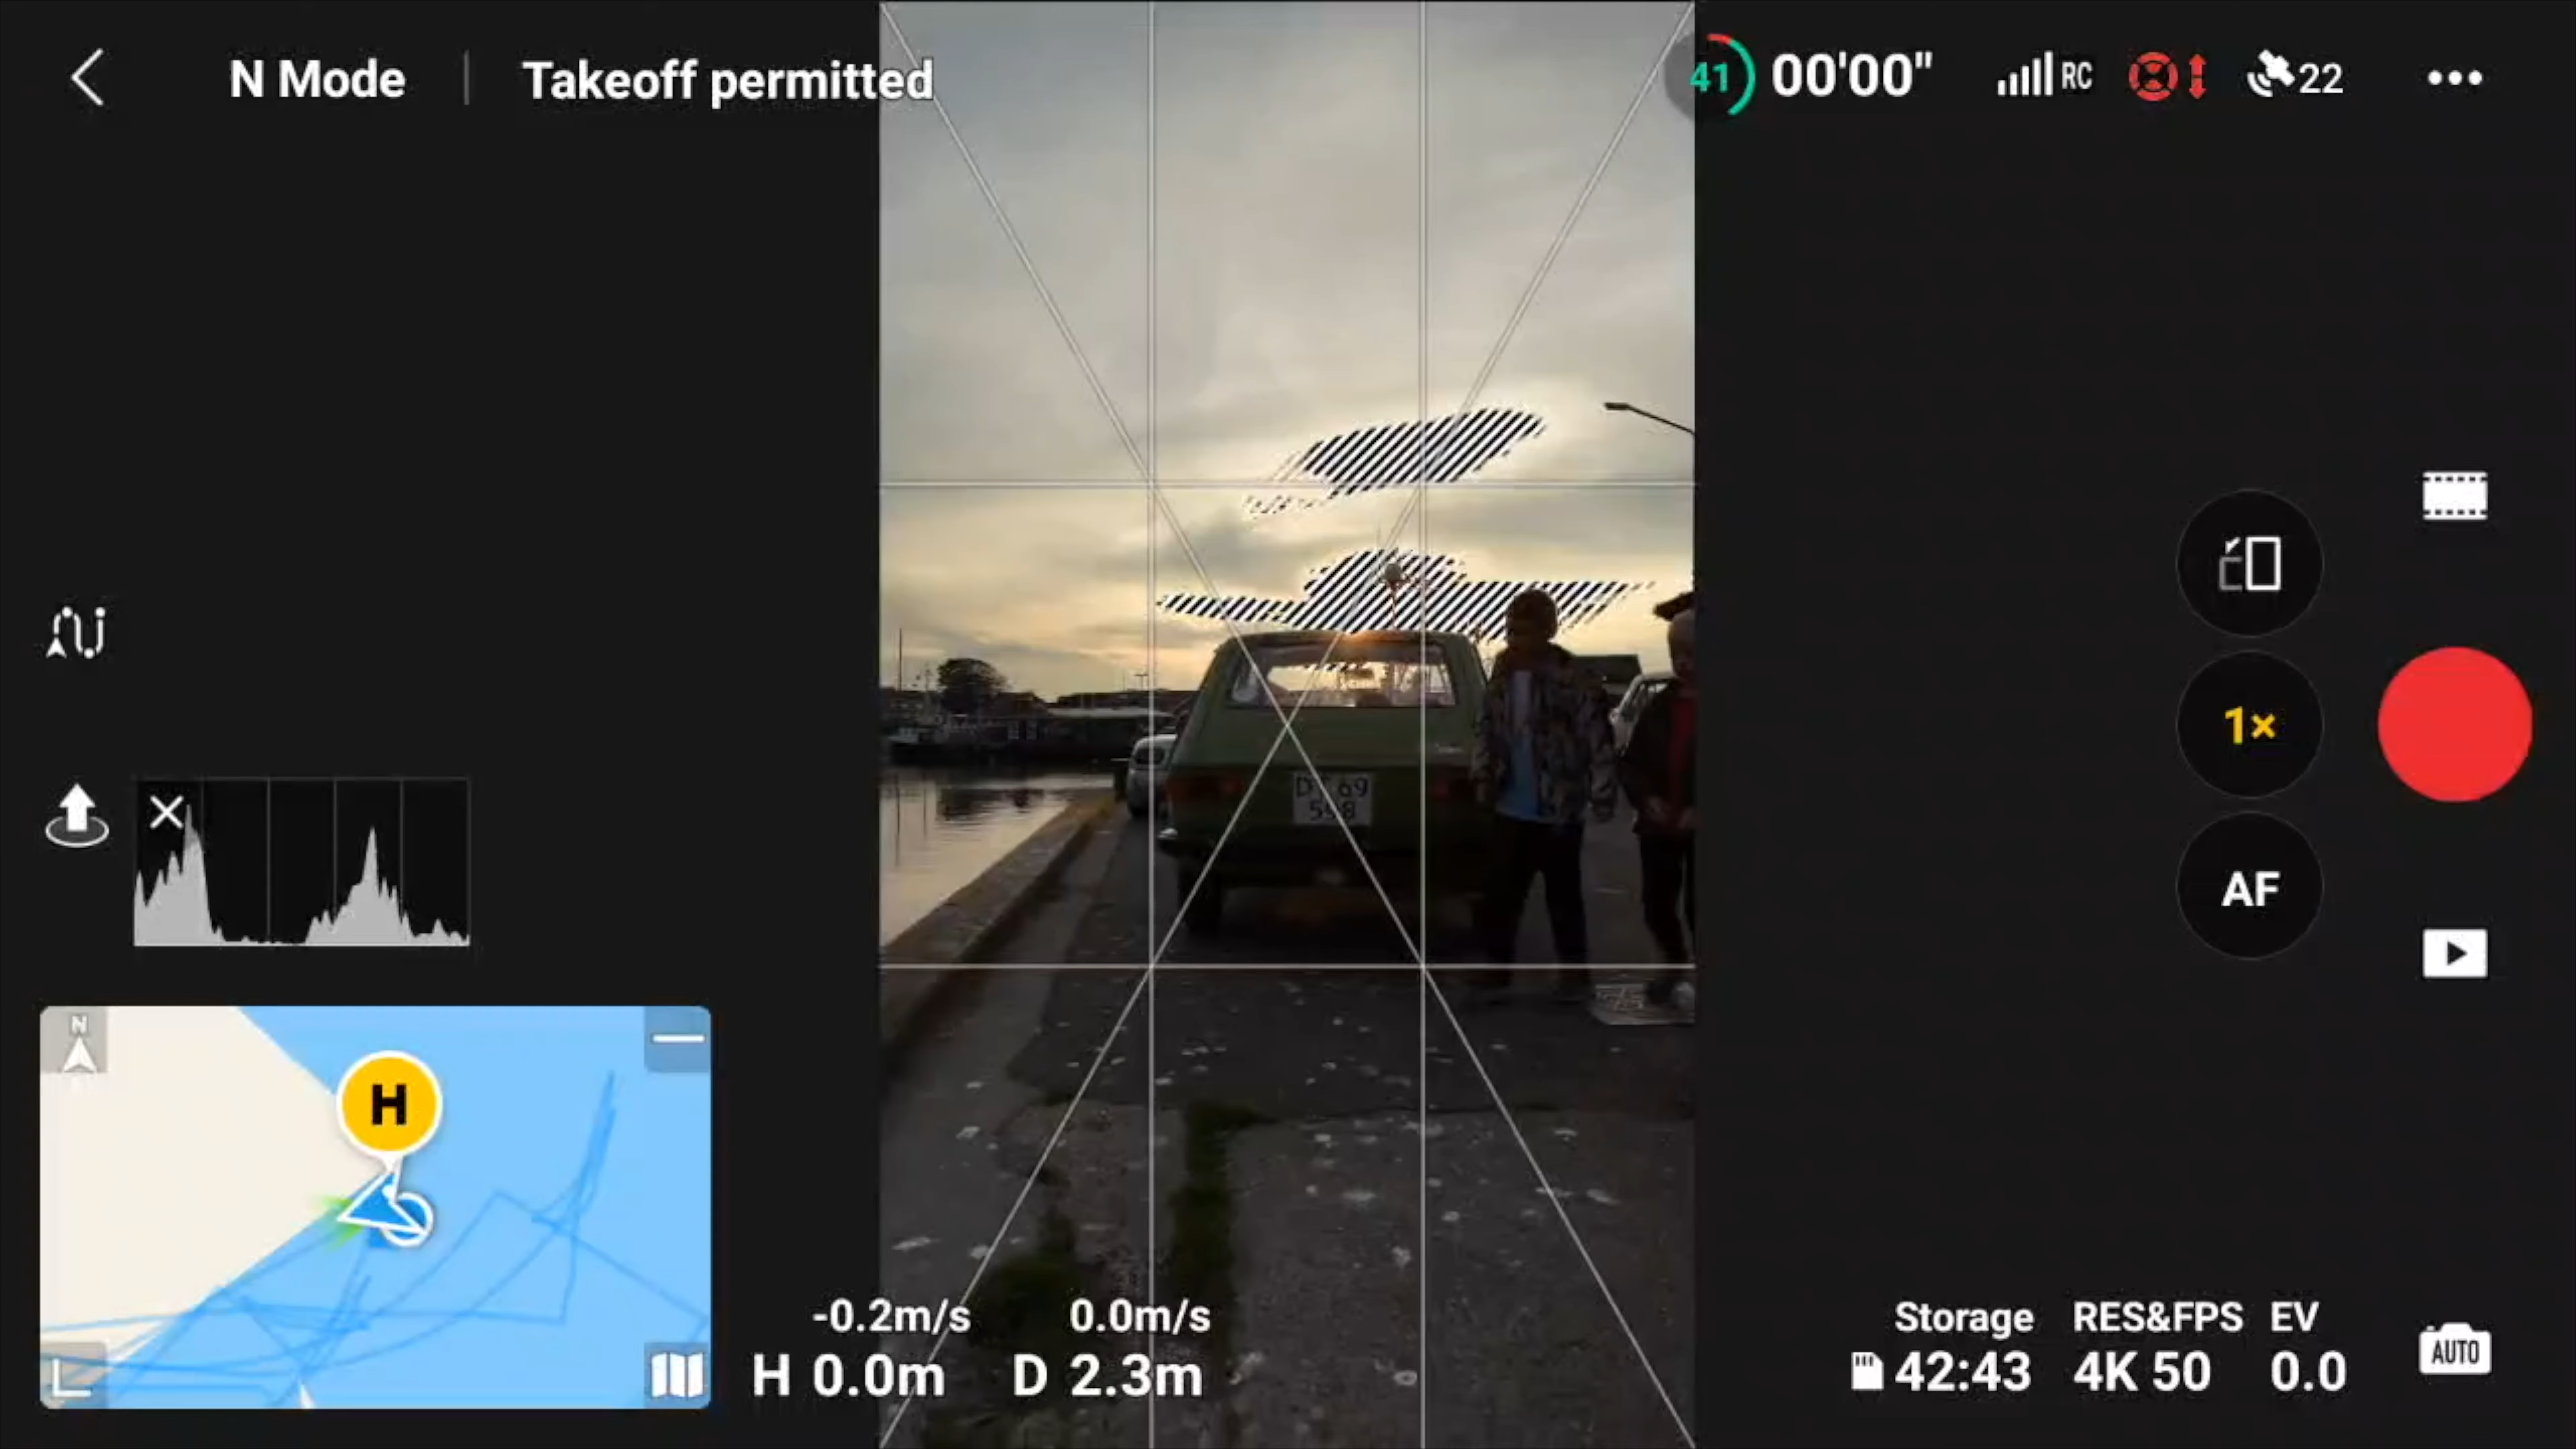 N Mode
Takeoff permitted
41
00'00"
RC
22
1×
AF
N
H
-0.2m/s
0.0m/s
H 0.0m
D 2.3m
Storage
42:43
RES&FPS
4K 50
EV
0.0
AUTO